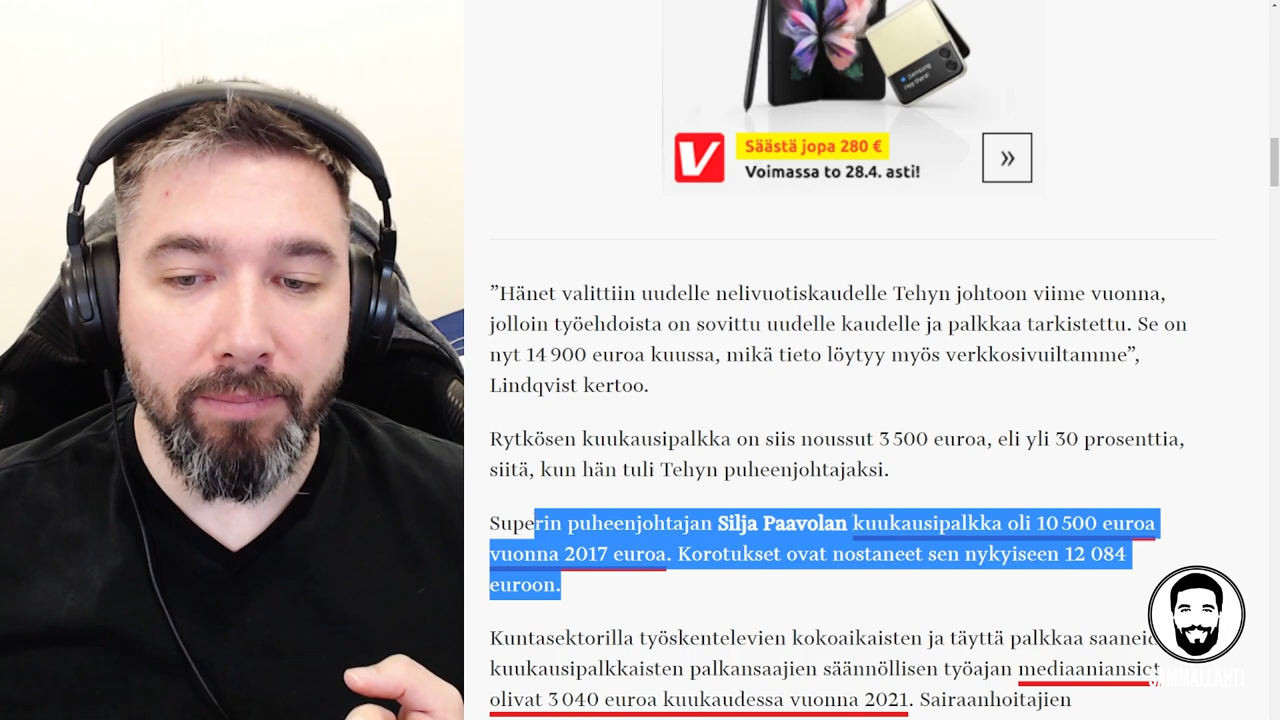 Samsung
Hey there!
V
Säästä jopa 280 €
Voimassa to 28.4. asti!
»
”Hänet valittiin uudelle nelivuotiskaudelle Tehyn johtoon viime vuonna,
jolloin työehdoista on sovittu uudelle kaudelle ja palkkaa tarkistettu. Se on
nyt 14 900 euroa kuussa, mikä tieto löytyy myös verkkosivuiltamme”,
Lindqvist kertoo.
Rytkösen kuukausipalkka on siis noussut 3 500 euroa, eli yli 30 prosenttia,
siitä, kun hän tuli Tehyn puheenjohtajaksi.
Superin puheenjohtajan Silja Paavolan kuukausipalkka oli 10 500 euroa
vuonna 2017 euroa. Korotukset ovat nostaneet sen nykyiseen 12 084
euroon.
Kuntasektorilla työskentelevien kokoaikaisten ja täyttä palkkaa
kuukausipalkkaisten palkansaajien säännöllisen työajan mediaaniansiot
SAMMALLAHTI
olivat 3 040 euroa kuukaudessa vuonna 2021. Sairaanhoitajien